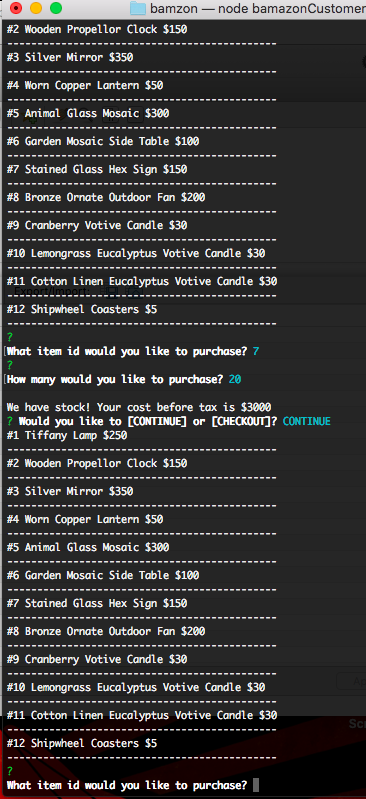 bamzon — node bamazonCustomer
#2 Wooden Propellor Clock $150
----------------------------------------
#3 Silver Mirror $350
----------------------------------------
#4 Worn Copper Lantern $50
----------------------------------------
#5 Animal Glass Mosaic $300
----------------------------------------
#6 Garden Mosaic Side Table $100
----------------------------------------
#7 Stained Glass Hex Sign $150
----------------------------------------
#8 Bronze Ornate Outdoor Fan $200
----------------------------------------
#9 Cranberry Votive Candle $30
----------------------------------------
#10 Lemongrass Eucalyptus Votive Candle $30
----------------------------------------
#11 Cotton Linen Eucalyptus Votive Candle $30
Export/Import:
----------------------------------------
#12 Shipwheel Coasters $5
----------------------------------------
?
[What item id would you like to purchase? 7
?
[How many would you like to purchase? 20
We have stock! Your cost before tax is $3000
? Would you like to [CONTINUE] or [CHECKOUT]? CONTINUE
#1 Tiffany Lamp $250
----------------------------------------
#2 Wooden Propellor Clock $150
----------------------------------------
#3 Silver Mirror $350
----------------------------------------
#4 Worn Copper Lantern $50
----------------------------------------
#5 Animal Glass Mosaic $300
----------------------------------------
#6 Garden Mosaic Side Table $100
----------------------------------------
#7 Stained Glass Hex Sign $150
----------------------------------------
#8 Bronze Ornate Outdoor Fan $200
----------------------------------------
#9 Cranberry Votive Candle $30
----------------------------------------
#10 Lemongrass Eucalyptus Votive Candle $30
----------------------------------------
#11 Cotton Linen Eucalyptus Votive Candle $30
----------------------------------------
#12 Shipwheel Coasters $5
----------------------------------------
?
What item id would you like to purchase?